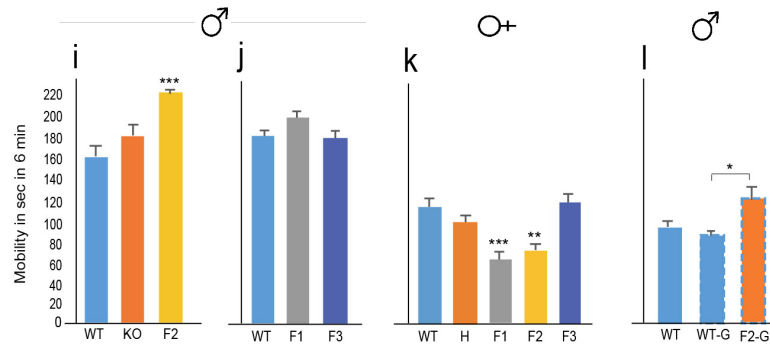 ♂ ♀ ♂
i j k l
Mobility in sec in 6 min
220
200
180
160
140
120
100
80
60
40
20
0
***
WT KO F2
WT F1 F3
*** **
WT H F1 F2 F3
*
WT WT-G F2-G